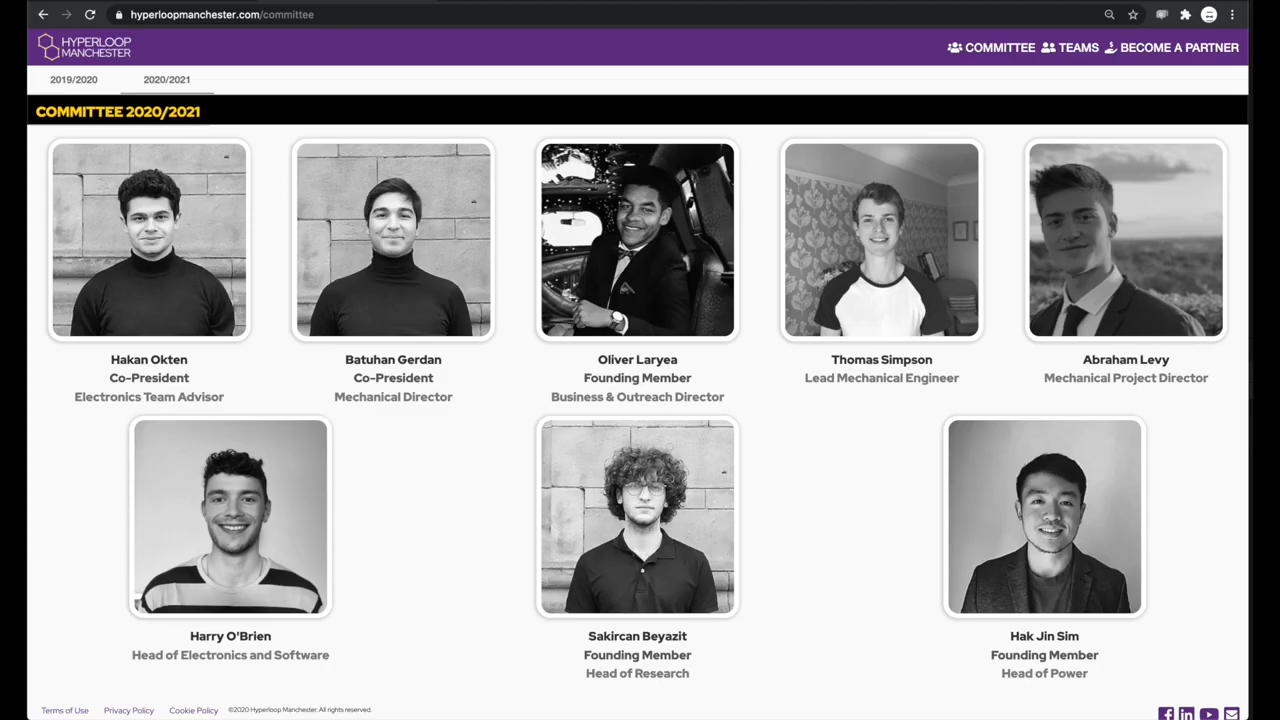 hyperloopmanchester.com/committee
HYPERLOOP
MANCHESTER
COMMITTEE TEAMS BECOME A PARTNER
2019/2020 2020/2021
COMMITTEE 2020/2021
Hakan Okten
Co-President
Electronics Team Advisor
Batuhan Gerdan
Co-President
Mechanical Director
Oliver Laryea
Founding Member
Business & Outreach Director
Thomas Simpson
Lead Mechanical Engineer
Abraham Levy
Mechanical Project Director
Harry O'Brien
Head of Electronics and Software
Sakircan Beyazit
Founding Member
Head of Research
Hak Jin Sim
Founding Member
Head of Power
Terms of Use Privacy Policy Cookie Policy ©2020 Hyperloop Manchester. All rights reserved.